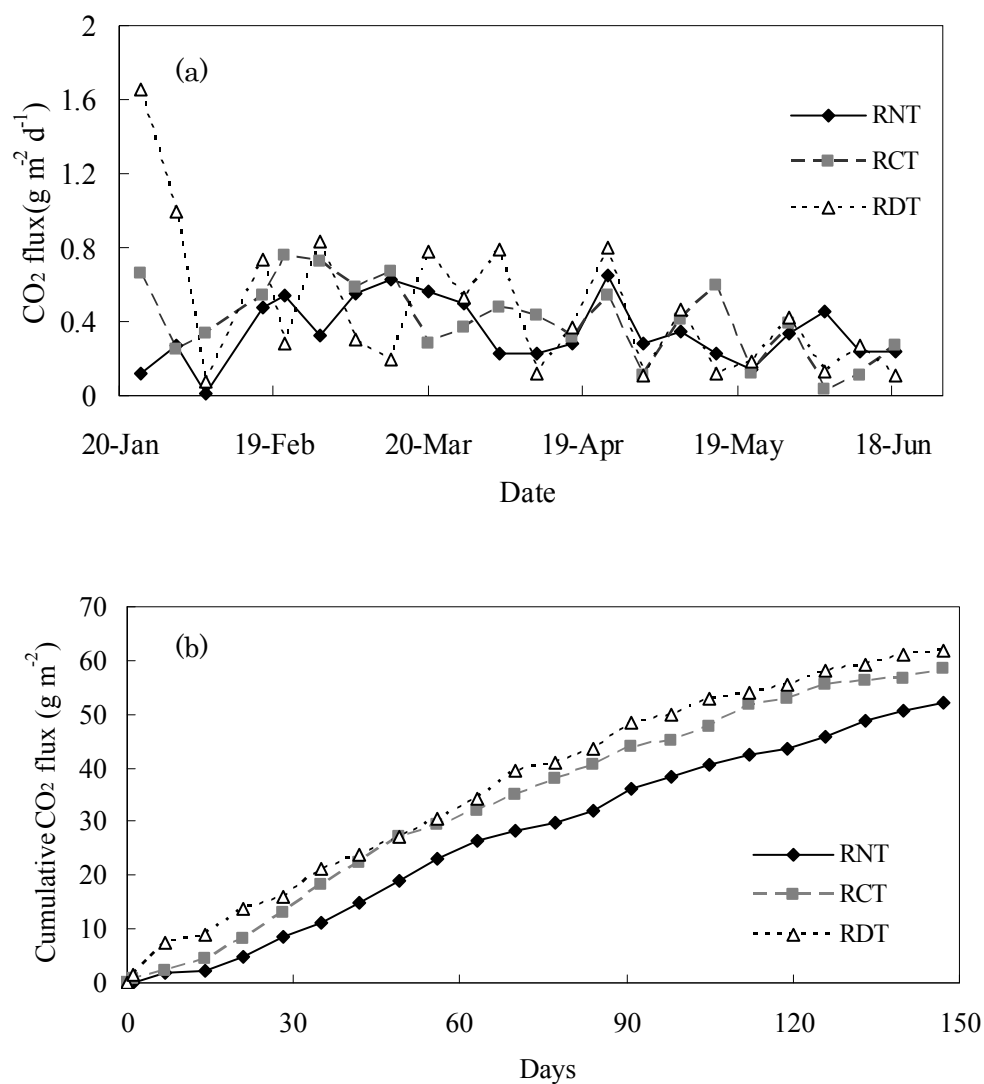 (a)
CO₂ flux(g m⁻² d⁻¹)
2
1.6
1.2
0.8
0.4
0
20-Jan 19-Feb 20-Mar 19-Apr 19-May 18-Jun
Date
RNT
RCT
RDT
(b)
Cumulative CO₂ flux (g m⁻²)
70
60
50
40
30
20
10
0
0 30 60 90 120 150
Days
RNT
RCT
RDT